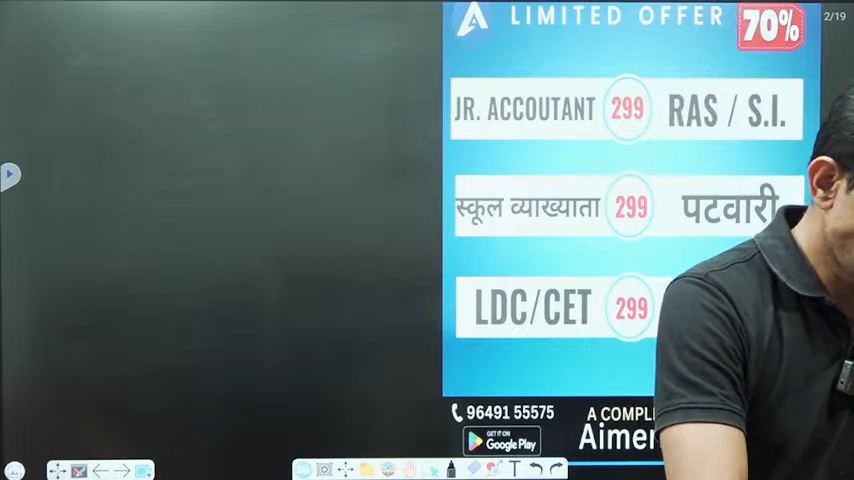 LIMITED OFFER
70%
2/19
JR. ACCOUTANT 299 RAS / S.I.
स्कूल व्याख्याता 299 पटवारी
LDC/CET 299
96491 55575
A COMPL
GET IT ON
Google Play
Aimer
T